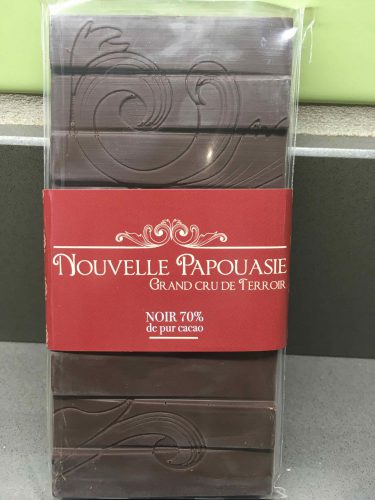 Nouvelle Papouasie
Grand cru de Terroir
NOIR 70%
de pur cacao